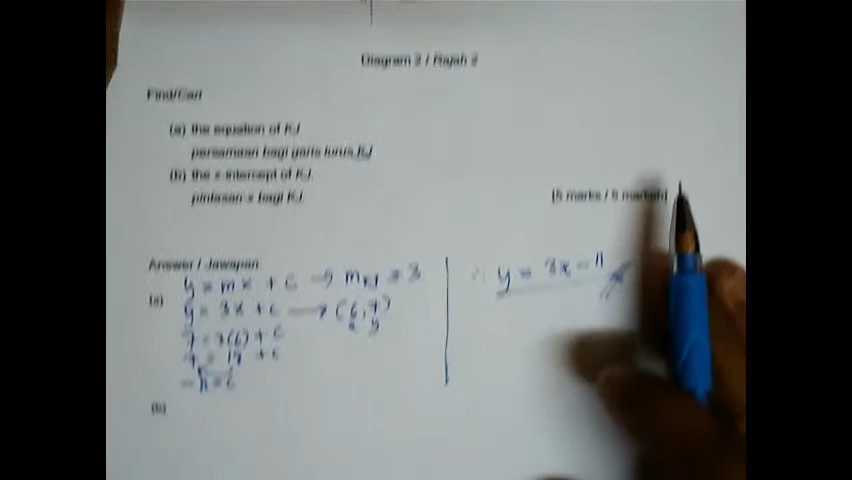 Diagram 2 / Rajah 2
Find/Cari
(a) the equation of KJ
persamaan bagi garis lurus KJ
(b) the x-intercept of KJ.
pintasan-x bagi KJ.
[5 marks / 5 markah]
Answer / Jawapan
(a)
y = mx + c → mKJ = 3
y = 3x + c → (6, 7)
x y
7 = 3(6) + c
7 = 18 + c
-11 = c
∴ y = 3x - 11
(b)